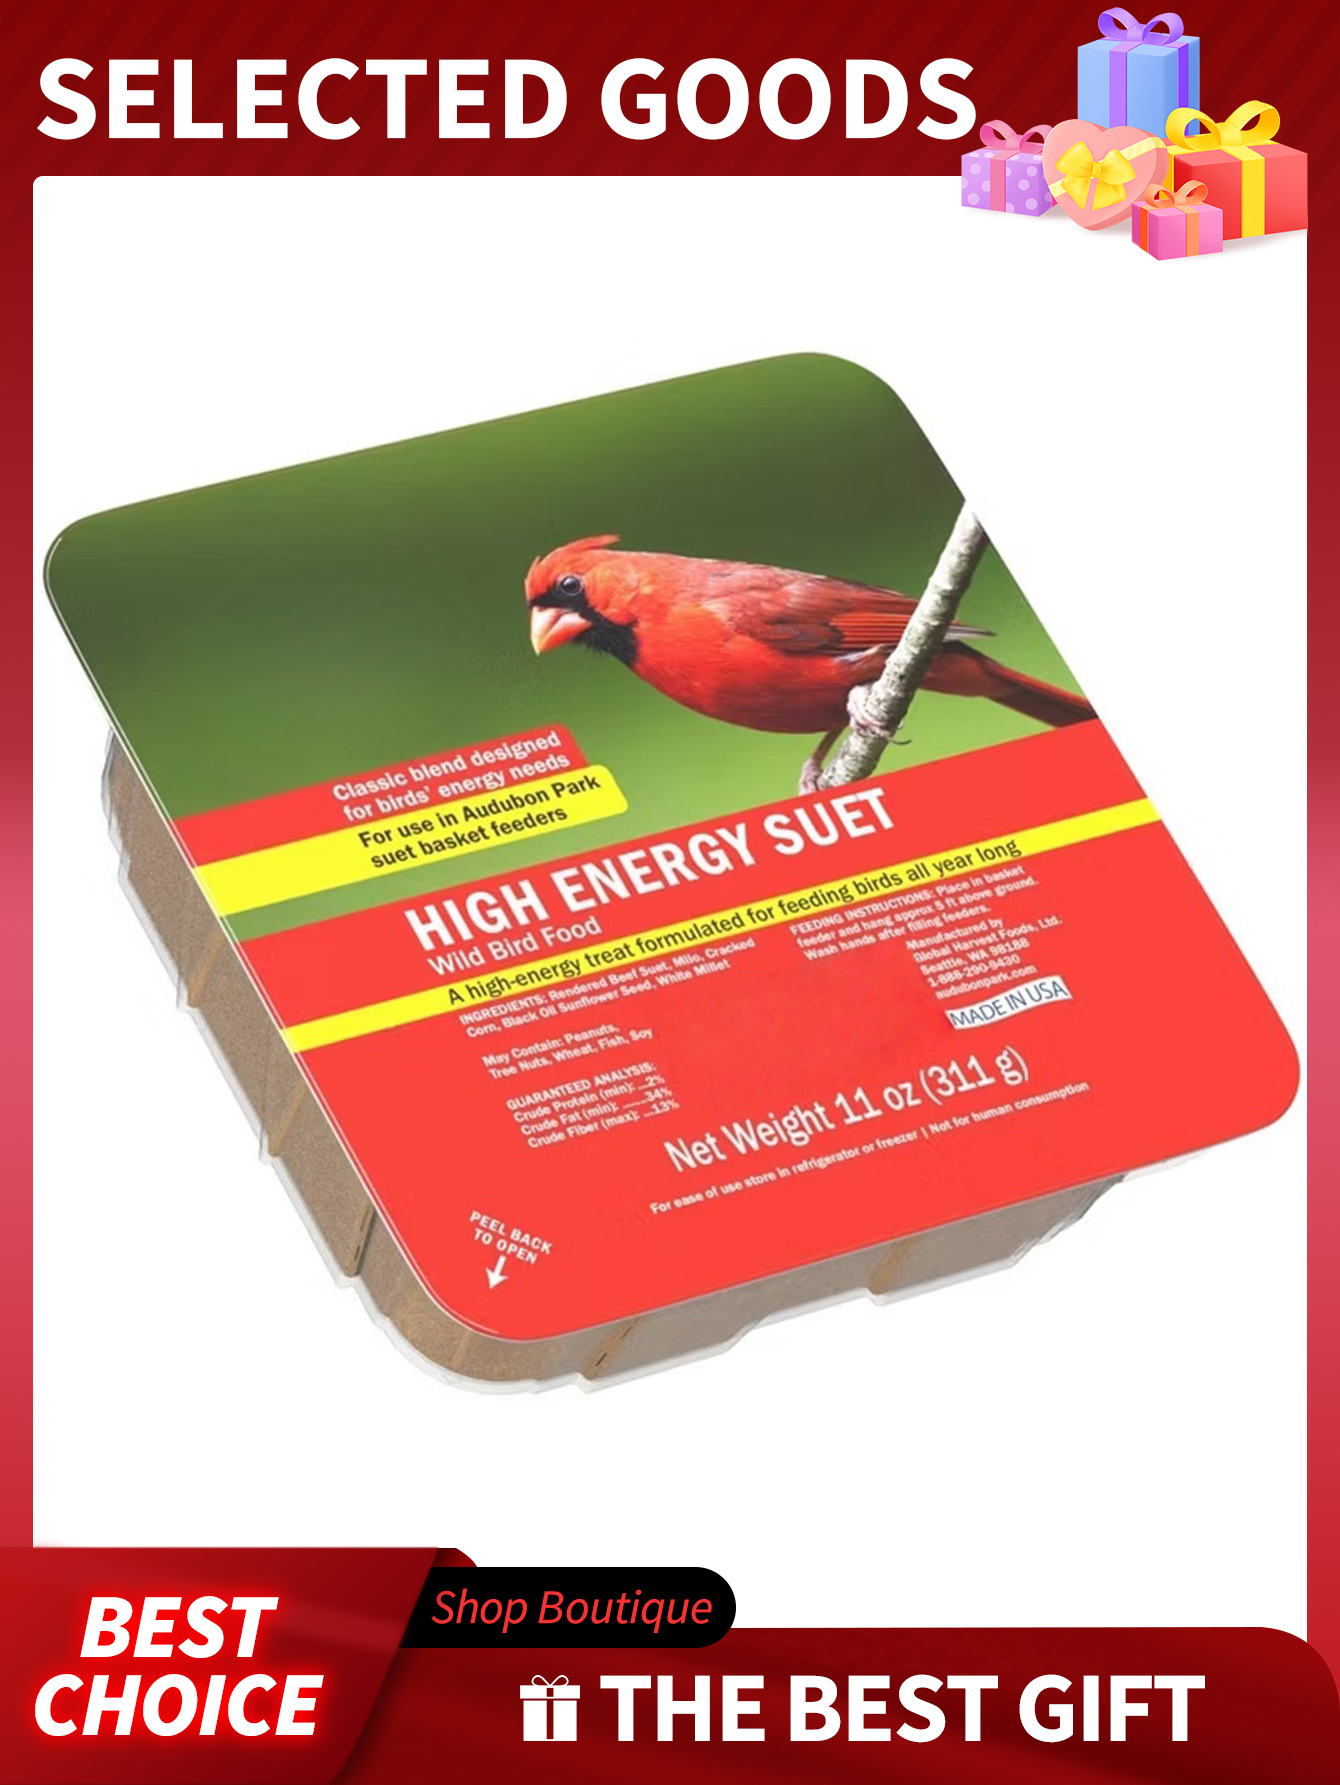 SELECTED GOODS
Classic blend designed
for birds' energy needs
For use in Audubon Park
suet basket feeders
HIGH ENERGY SUET
Wild Bird Food
A high-energy treat formulated for feeding birds all year long
INGREDIENTS: Rendered Beef Suet, Milo, Cracked
Corn, Black Oil Sunflower Seed, White Millet
May Contain: Peanuts,
Tree Nuts, Wheat, Fish, Soy
GUARANTEED ANALYSIS:
Crude Protein (min): ...2%
Crude Fat (min): ......34%
Crude Fiber (max): ...13%
FEEDING INSTRUCTIONS: Place in basket
feeder and hang approx 5 ft above ground.
Wash hands after filling feeders.
Manufactured by
Global Harvest Foods, Ltd.
Seattle, WA 98188
1-888-290-9430
audubonpark.com
MADE IN USA
Net Weight 11 oz (311 g)
For ease of use store in refrigerator or freezer | Not for human consumption
PEEL BACK
TO OPEN
Shop Boutique
BEST
CHOICE
THE BEST GIFT